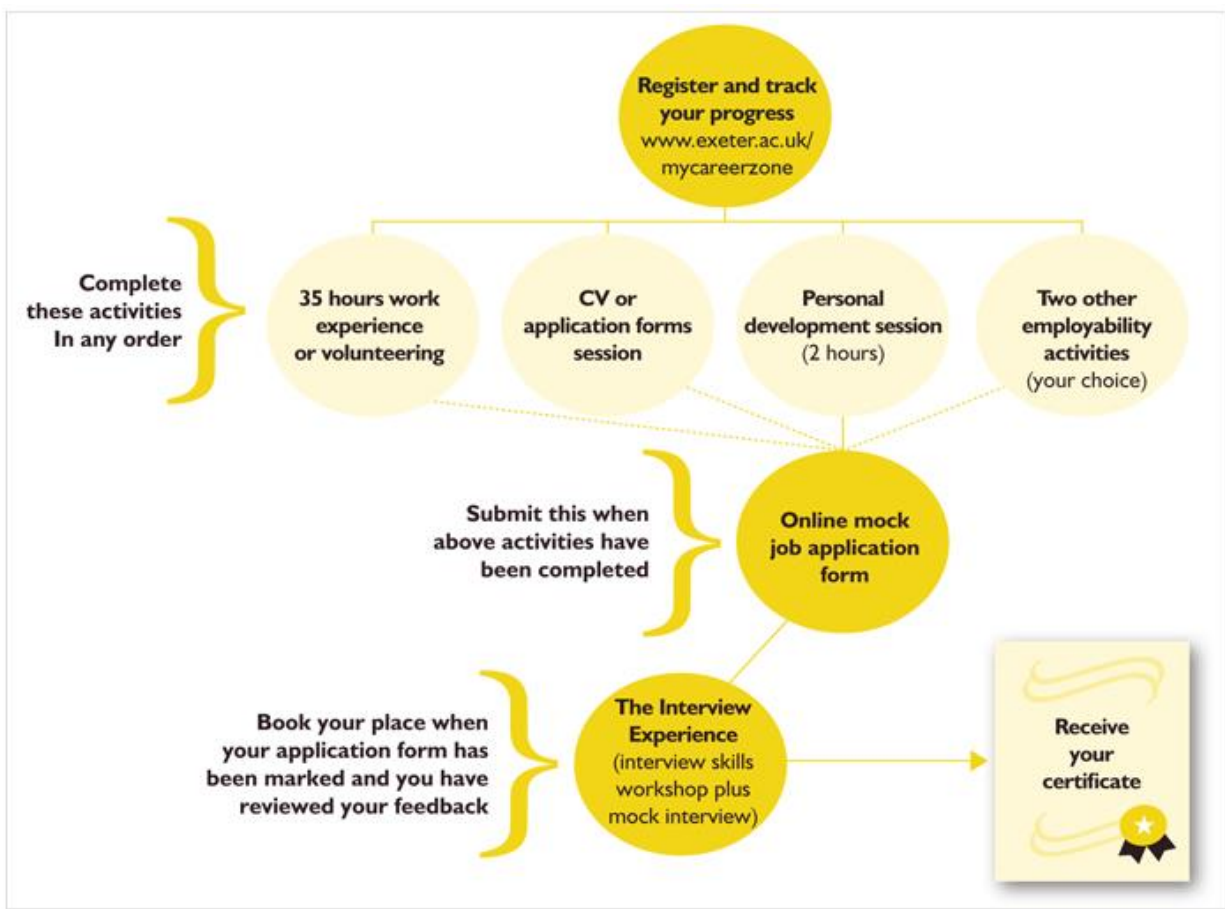 Register and track
your progress
www.exeter.ac.uk/
mycareerzone
Complete
these activities
In any order
35 hours work
experience
or volunteering
CV or
application forms
session
Personal
development session
(2 hours)
Two other
employability
activities
(your choice)
Submit this when
above activities have
been completed
Online mock
job application
form
Book your place when
your application form has
been marked and you have
reviewed your feedback
The Interview
Experience
(interview skills
workshop plus
mock interview)
Receive
your
certificate